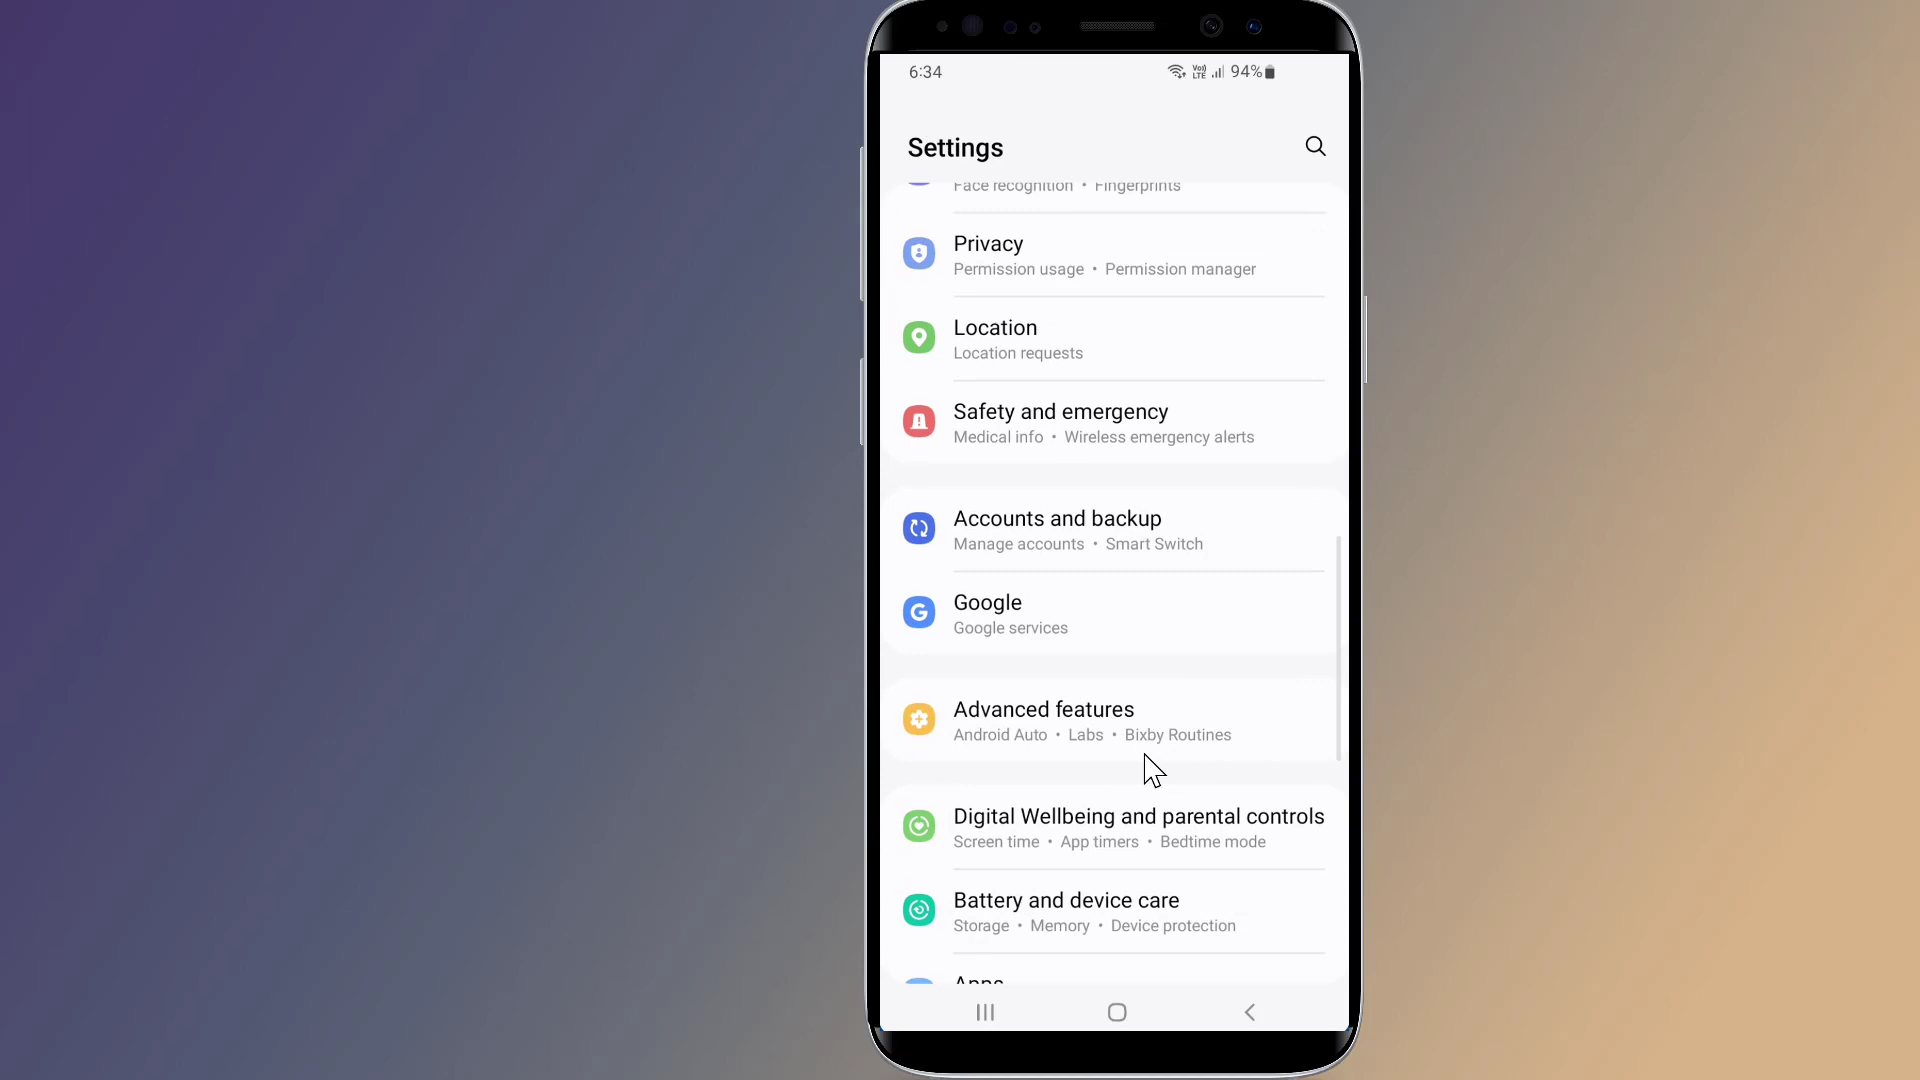 6:34 94%
Settings
Face recognition • Fingerprints
Privacy
Permission usage • Permission manager
Location
Location requests
Safety and emergency
Medical info • Wireless emergency alerts
Accounts and backup
Manage accounts • Smart Switch
Google
Google services
Advanced features
Android Auto • Labs • Bixby Routines
Digital Wellbeing and parental controls
Screen time • App timers • Bedtime mode
Battery and device care
Storage • Memory • Device protection
Apps